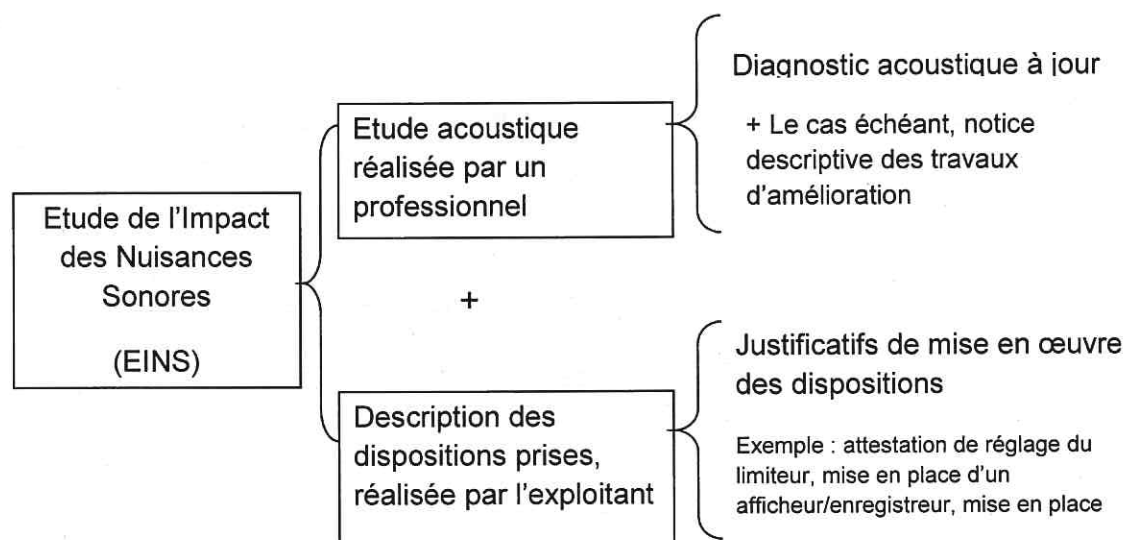 Etude de l'Impact
des Nuisances
Sonores
(EINS)
Etude acoustique
réalisée par un
professionnel
Diagnostic acoustique à jour
+ Le cas échéant, notice
descriptive des travaux
d'amélioration
+
Description des
dispositions prises,
réalisée par l'exploitant
Justificatifs de mise en œuvre
des dispositions
Exemple : attestation de réglage du
limiteur, mise en place d'un
afficheur/enregistreur, mise en place